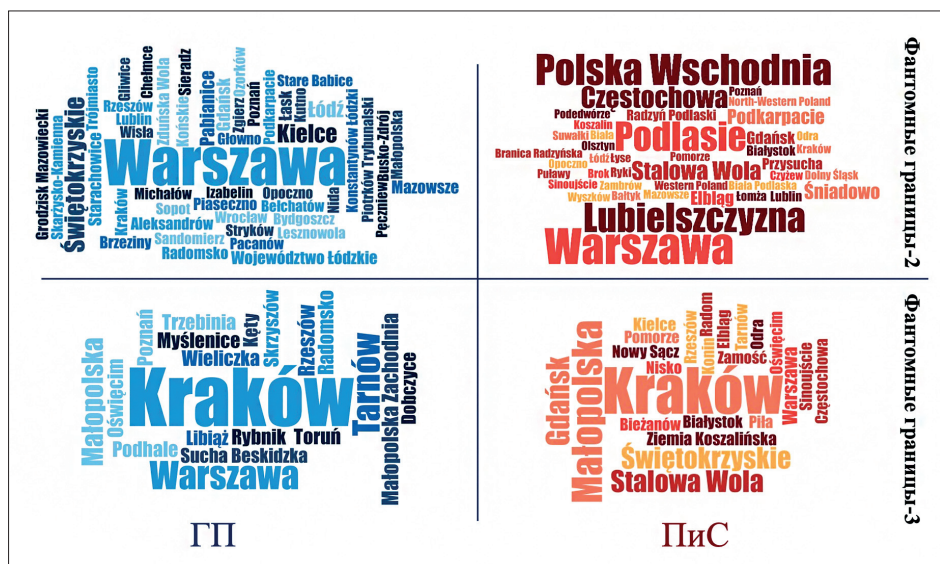 Фантомные границы-2
Grodzisk Mazowiecki
Skarżysko-Kamienna
Świętokrzyskie
Starachowice
Trójmiasto
Gliwice
Chełmce
Rzeszów
Lublin
Wisła
Zduńska Wola
Końskie
Sieradz
Pabianice
Gdańsk
Zgierz
Ozorków
Poznań
Podkarpacie
Głowno
Stare Babice
Łask
Kutno
Łódź
Kielce
Konstantynów Łódzki
Piotrków Trybunalski
Pęczniew
Busko-Zdrój
Małopolska
Mazowsze
Warszawa
Nida
Kraków
Michałów
Izabelin
Opoczno
Sopot
Piaseczno
Bełchatów
Aleksandrów
Wrocław
Bydgoszcz
Brzeziny
Sandomierz
Stryków
Lesznowola
Radomsko
Pacanów
Województwo Łódzkie
Polska Wschodnia
Częstochowa
Poznań
North-Western Poland
Podedwórze
Radzyń Podlaski
Podkarpacie
Koszalin
Suwałki
Biała
Podlasie
Gdańsk
Odra
Olsztyn
Białystok
Kraków
Branica Radzyńska
Łódź
Łyse
Pomorze
Przysucha
Opoczno
Stalowa Wola
Czyżew
Dolny Śląsk
Puławy
Brok
Ryki
Sinoujście
Zambrów
Western Poland
Biała Podlaska
Śniadowo
Wyszków
Bałtyk
Mazowsze
Elbląg
Łomża
Lublin
Lubielszczyzna
Warszawa
Фантомные границы-3
Małopolska
Oświęcim
Poznań
Trzebinia
Myślenice
Wieliczka
Kęty
Skrzyszów
Rzeszów
Radomsko
Tarnów
Małopolska Zachodnia
Dobczyce
Kraków
Libiąż
Rybnik
Toruń
Podhale
Sucha Beskidzka
Warszawa
Gdańsk
Małopolska
Kielce
Pomorze
Nowy Sącz
Nisko
Rzeszów
Konin
Radom
Elbląg
Tarnów
Odra
Zamość
Oświęcim
Warszawa
Sinoujście
Częstochowa
Kraków
Bieżanów
Białystok
Piła
Ziemia Koszalińska
Świętokrzyskie
Stalowa Wola
ГП
ПиС